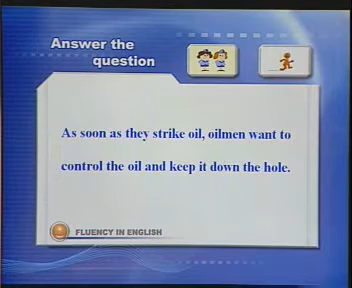 Answer the
question
As soon as they strike oil, oilmen want to
control the oil and keep it down the hole.
FLUENCY IN ENGLISH